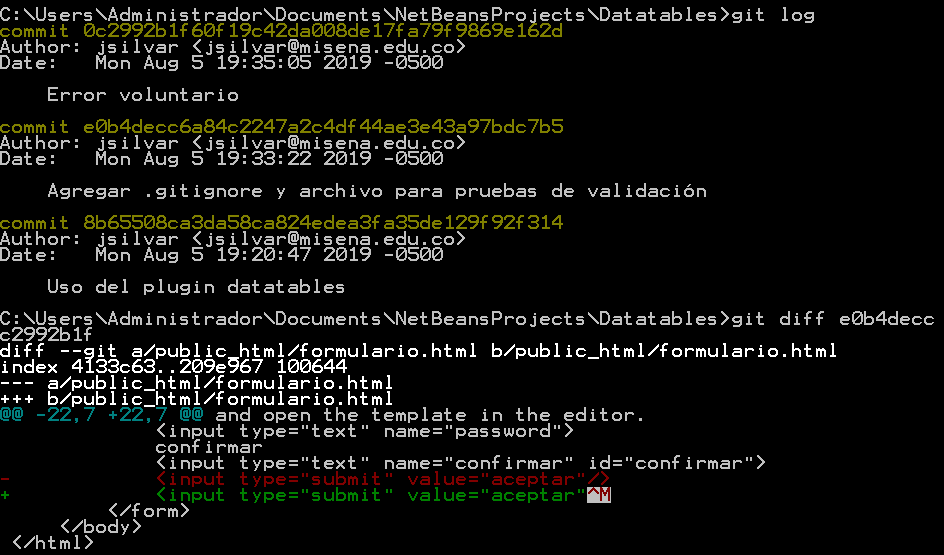 C:\Users\Administrador\Documents\NetBeansProjects\Datatables>git log
commit 0c2992b1f60f19c42da008de17fa79f9869e162d
Author: jsilvar <jsilvar@misena.edu.co>
Date:   Mon Aug 5 19:35:05 2019 -0500
    Error voluntario
commit e0b4decc6a84c2247a2c4df44ae3e43a97bdc7b5
Author: jsilvar <jsilvar@misena.edu.co>
Date:   Mon Aug 5 19:33:22 2019 -0500
    Agregar .gitignore y archivo para pruebas de validación
commit 8b65508ca3da58ca824edea3fa35de129f92f314
Author: jsilvar <jsilvar@misena.edu.co>
Date:   Mon Aug 5 19:20:47 2019 -0500
    Uso del plugin datatables
C:\Users\Administrador\Documents\NetBeansProjects\Datatables>git diff e0b4decc
c2992b1f
diff --git a/public_html/formulario.html b/public_html/formulario.html
index 4133c63..209e967 100644
--- a/public_html/formulario.html
+++ b/public_html/formulario.html
@@ -22,7 +22,7 @@ and open the template in the editor.
             <input type="text" name="password">
             confirmar
             <input type="text" name="confirmar" id="confirmar">
-            <input type="submit" value="aceptar"/>
+            <input type="submit" value="aceptar"^M
         </form>
     </body>
 </html>